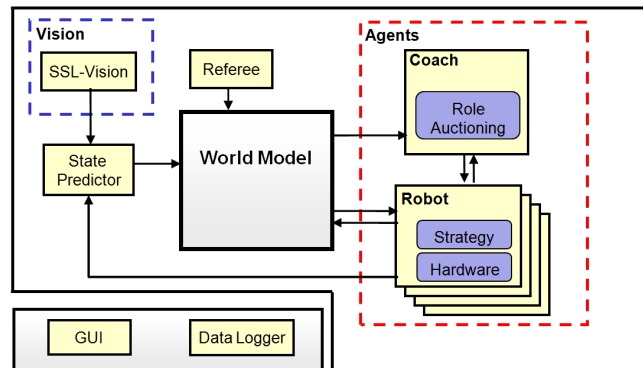 Vision
SSL-Vision
Referee
Agents
Coach
Role
Auctioning
World Model
State
Predictor
Robot
Strategy
Hardware
GUI
Data Logger